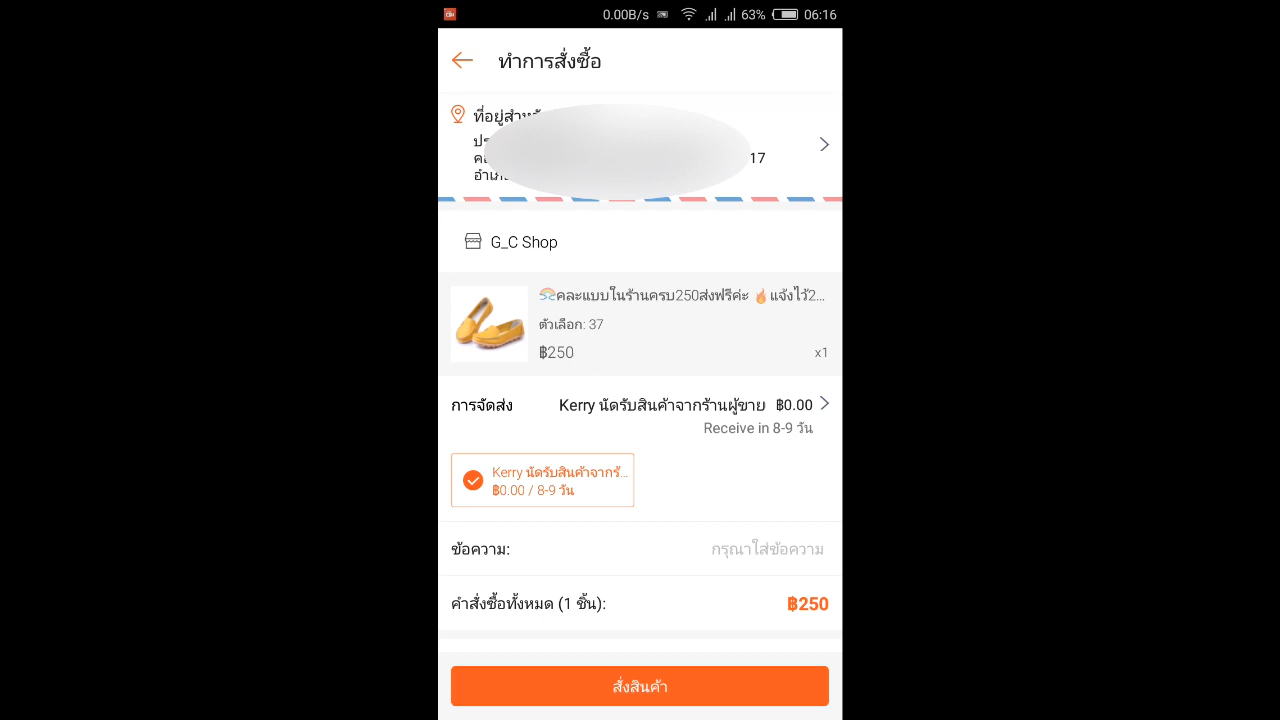 0.00B/s 63% 06:16
ทำการสั่งซื้อ
ที่อยู่สำหรั
17
G_C Shop
คละแบบในร้านครบ250ส่งฟรีค่ะ 🔥แจ้งไว้2...
ตัวเลือก: 37
฿250 x1
การจัดส่ง Kerry นัดรับสินค้าจากร้านผู้ขาย ฿0.00
Receive in 8-9 วัน
Kerry นัดรับสินค้าจากร้...
฿0.00 / 8-9 วัน
ข้อความ: กรุณาใส่ข้อความ
คำสั่งซื้อทั้งหมด (1 ชิ้น): ฿250
สั่งสินค้า